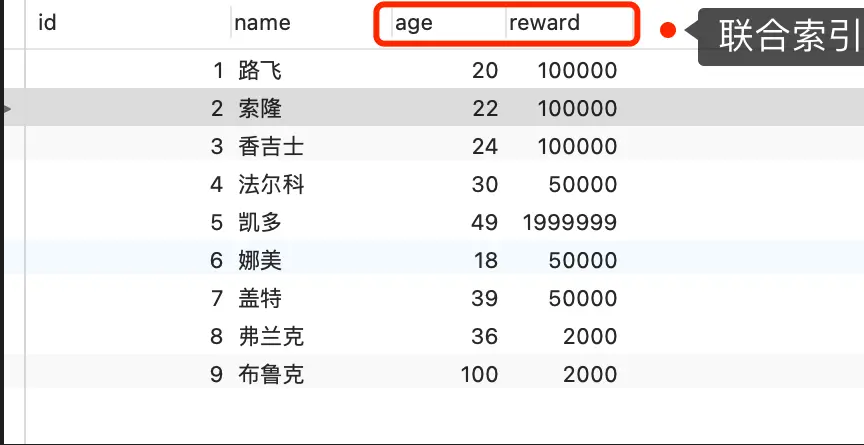 id name age reward 联合索引
1 路飞 20 100000
2 索隆 22 100000
3 香吉士 24 100000
4 法尔科 30 50000
5 凯多 49 1999999
6 娜美 18 50000
7 盖特 39 50000
8 弗兰克 36 2000
9 布鲁克 100 2000